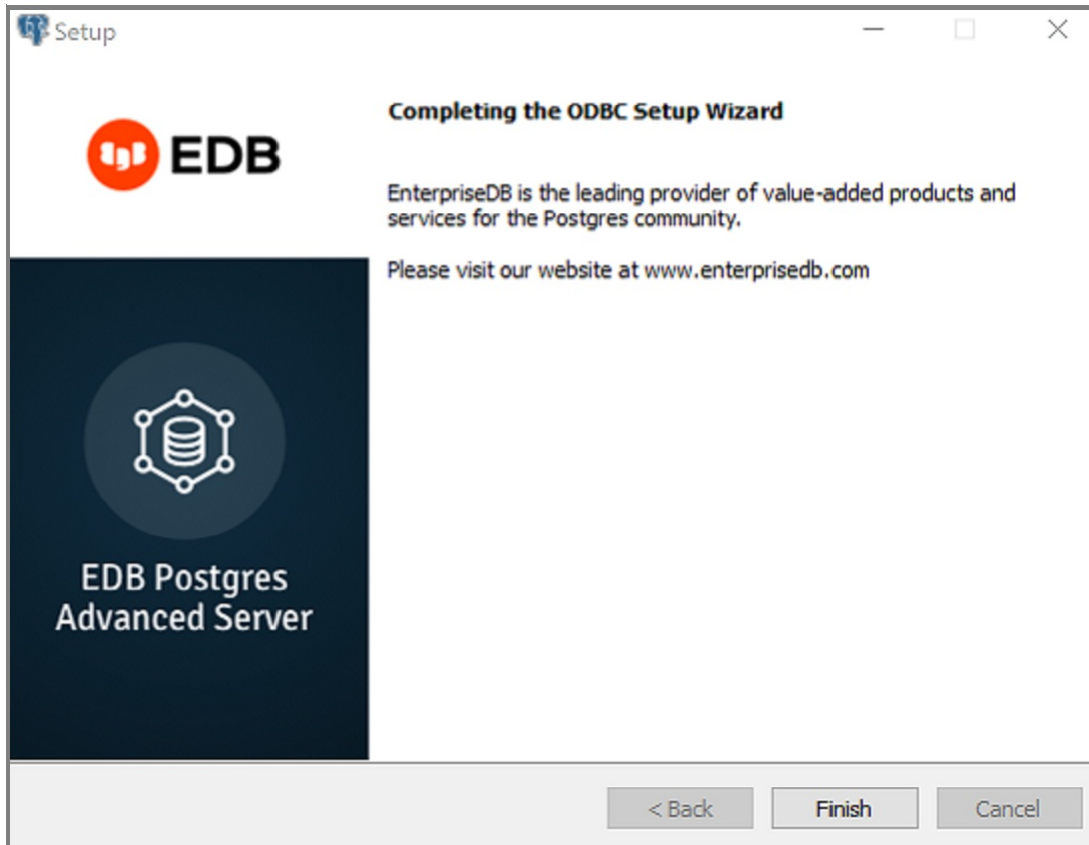 Setup
EDB
Completing the ODBC Setup Wizard
EnterpriseDB is the leading provider of value-added products and
services for the Postgres community.
Please visit our website at www.enterprisedb.com
EDB Postgres
Advanced Server
< Back
Finish
Cancel